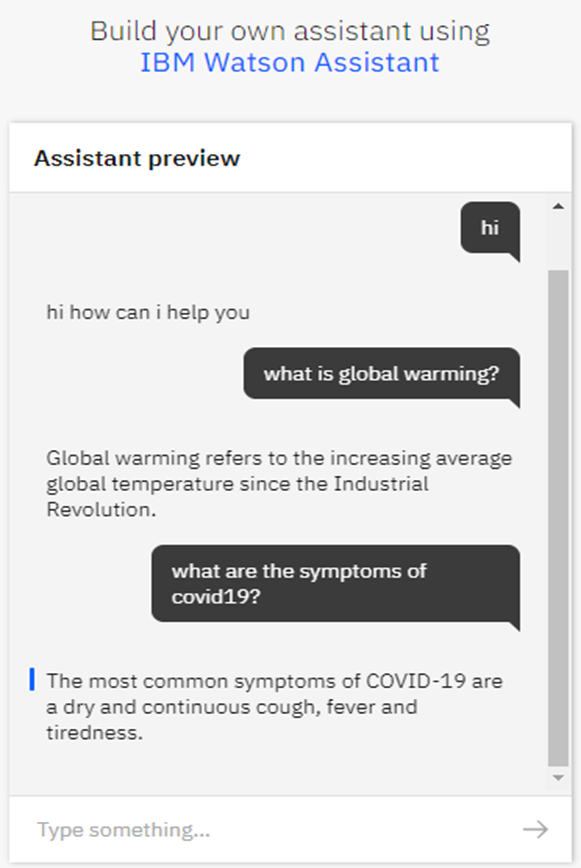 Build your own assistant using
IBM Watson Assistant
Assistant preview
hi
hi how can i help you
what is global warming?
Global warming refers to the increasing average
global temperature since the Industrial
Revolution.
what are the symptoms of
covid19?
The most common symptoms of COVID-19 are
a dry and continuous cough, fever and
tiredness.
Type something...